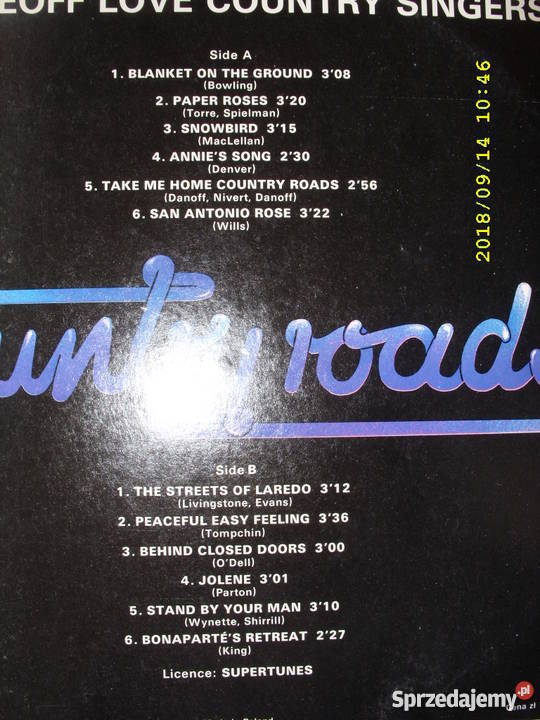 EOFF LOVE COUNTRY SINGERS
Side A
1. BLANKET ON THE GROUND 3'08
(Bowling)
2. PAPER ROSES 3'20
(Torre, Spielman)
3. SNOWBIRD 3'15
(MacLellan)
4. ANNIE'S SONG 2'30
(Denver)
5. TAKE ME HOME COUNTRY ROADS 2'56
(Danoff, Nivert, Danoff)
6. SAN ANTONIO ROSE 3'22
(Wills)
2018/09/14 10:46
untry roads
Side B
1. THE STREETS OF LAREDO 3'12
(Livingstone, Evans)
2. PEACEFUL EASY FEELING 3'36
(Tompchin)
3. BEHIND CLOSED DOORS 3'00
(O'Dell)
4. JOLENE 3'01
(Parton)
5. STAND BY YOUR MAN 3'10
(Wynette, Shirrill)
6. BONAPARTÉ'S RETREAT 2'27
(King)
Licence: SUPERTUNES
Cena zł
Sprzedajemy.pl